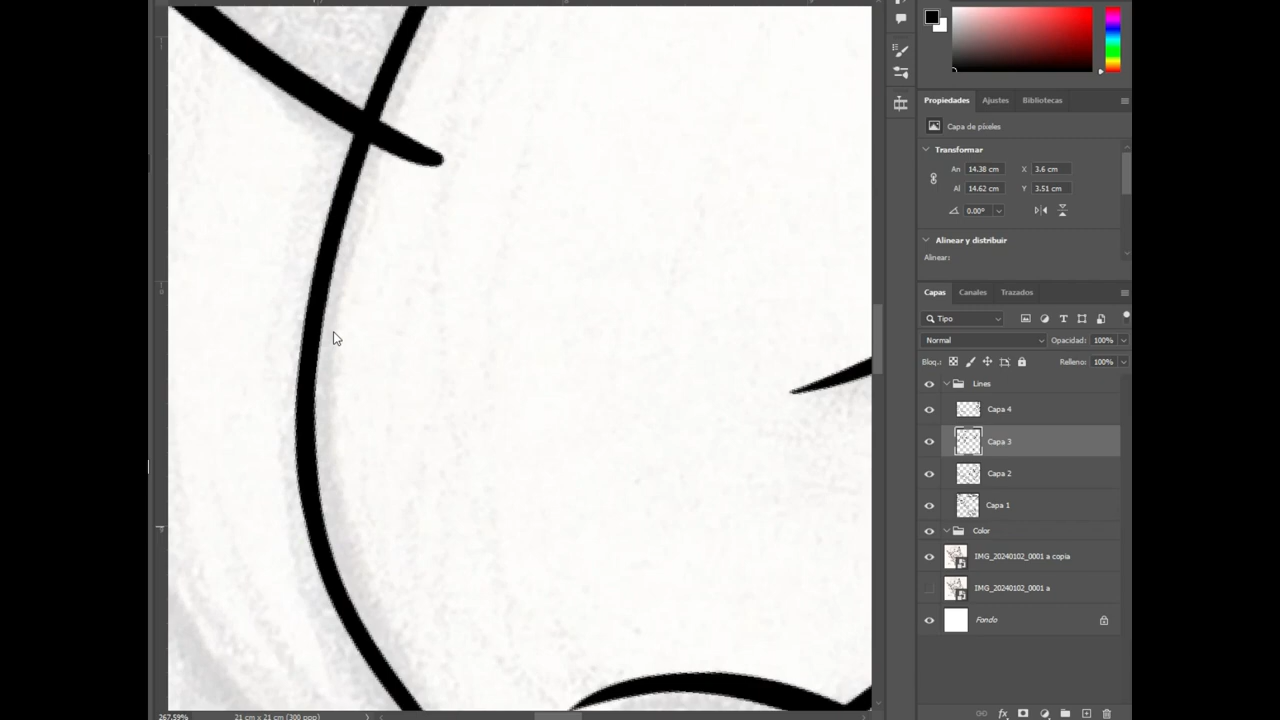 Propiedades Ajustes Bibliotecas
Capa de píxeles
Transformar
An 14.38 cm X 3.6 cm
Al 14.62 cm Y 3.51 cm
0.00°
Alinear y distribuir
Alinear:
Capas Canales Trazados
Tipo
Normal Opacidad: 100%
Bloq.: Relleno: 100%
Lines
Capa 4
Capa 3
Capa 2
Capa 1
Color
IMG_20240102_0001 a copia
IMG_20240102_0001 a
Fondo
267.59% 21 cm x 21 cm (300 ppp)